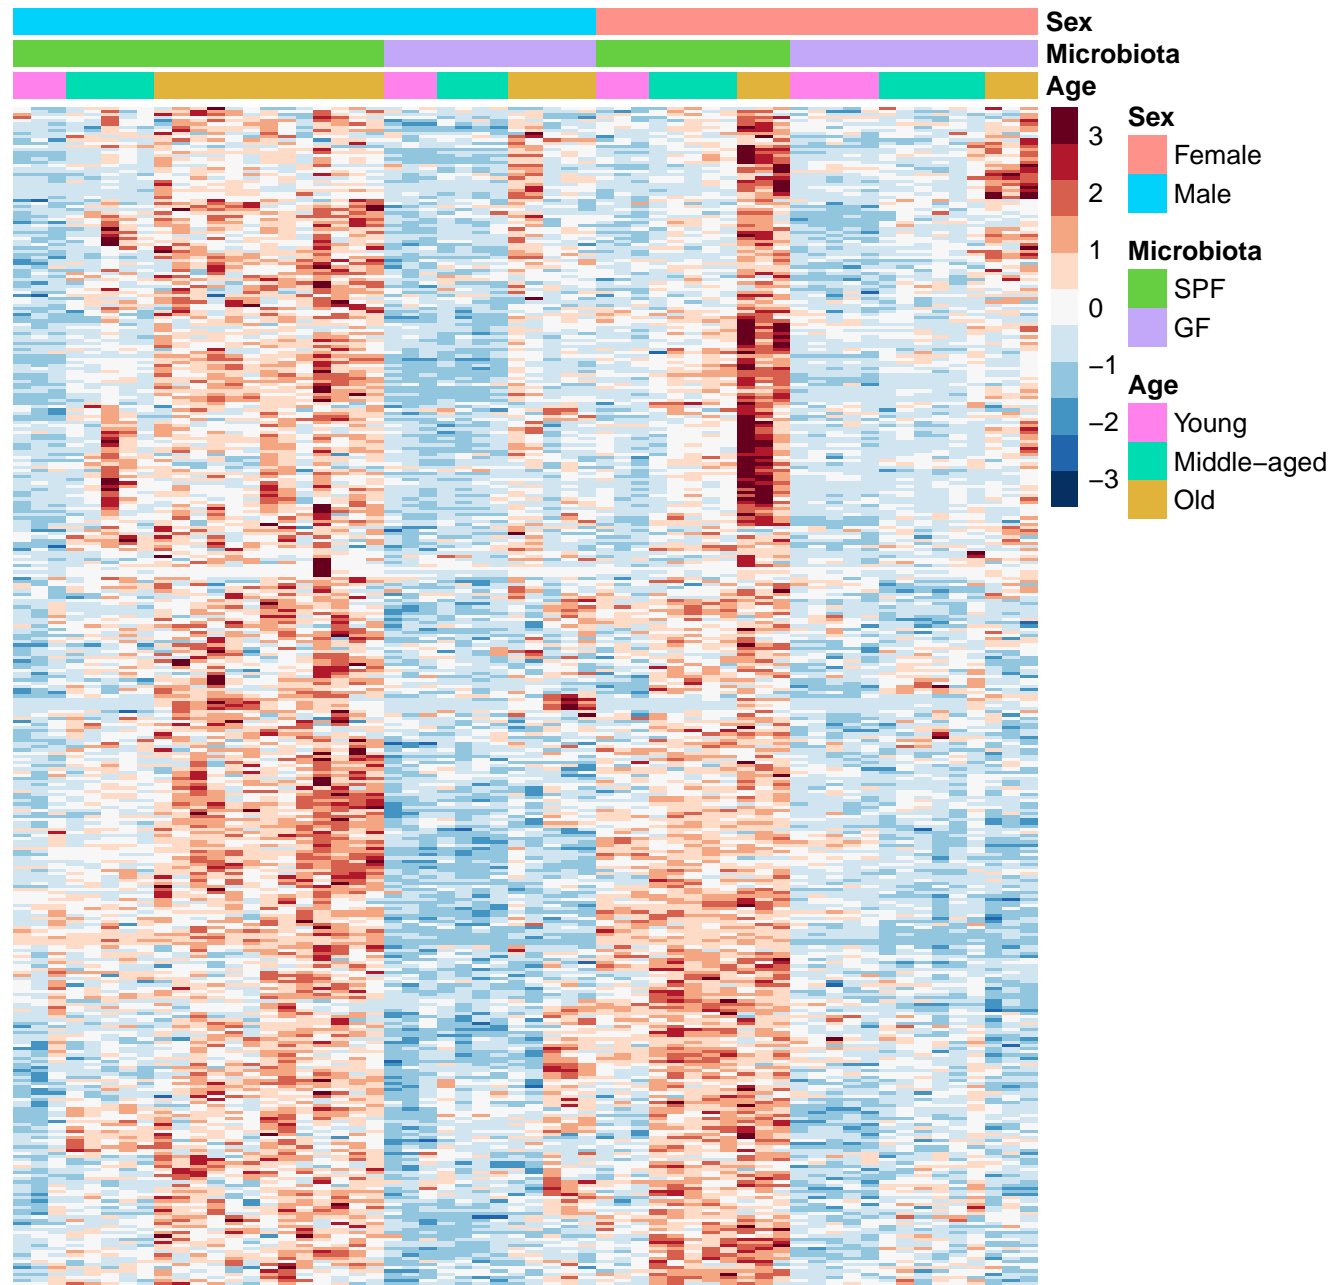 Sex
Microbiota
Age
3
2
1
0
−1
−2
−3
Sex
Female
Male
Microbiota
SPF
GF
Age
Young
Middle−aged
Old